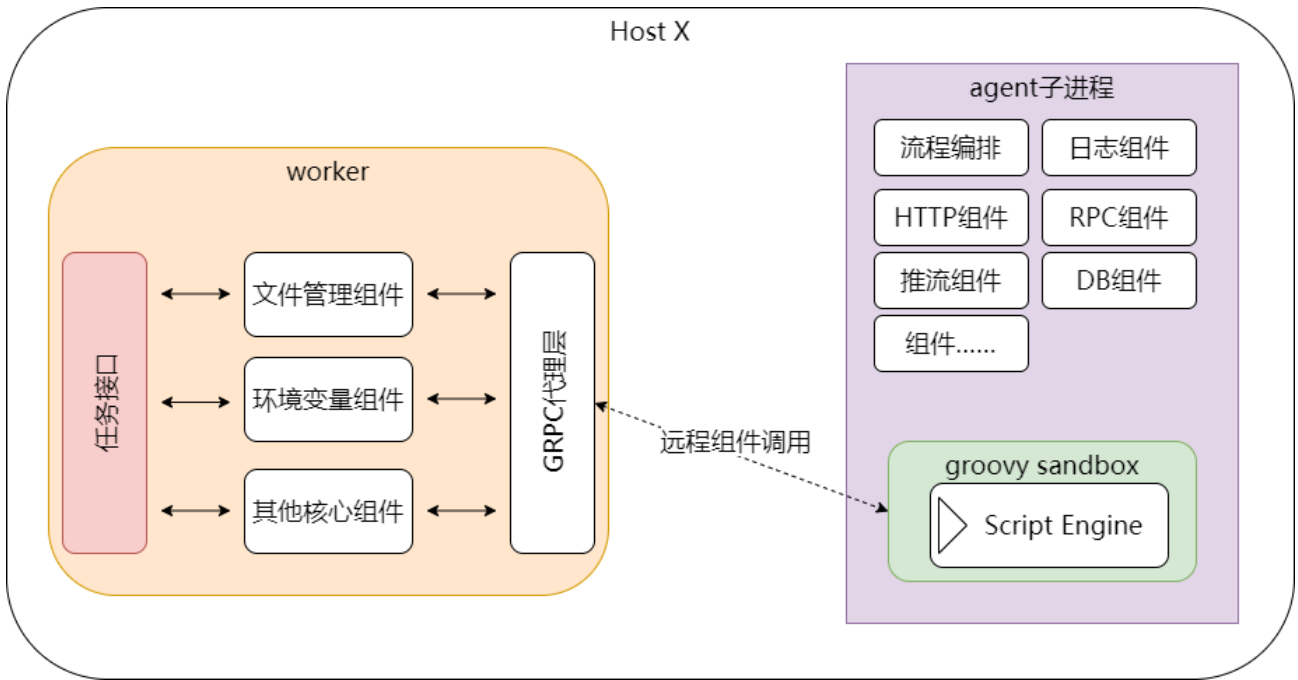 Host X
worker
任务接口
文件管理组件
环境变量组件
其他核心组件
GRPC代理层
远程组件调用
agent子进程
流程编排
日志组件
HTTP组件
RPC组件
推流组件
DB组件
组件……
groovy sandbox
Script Engine